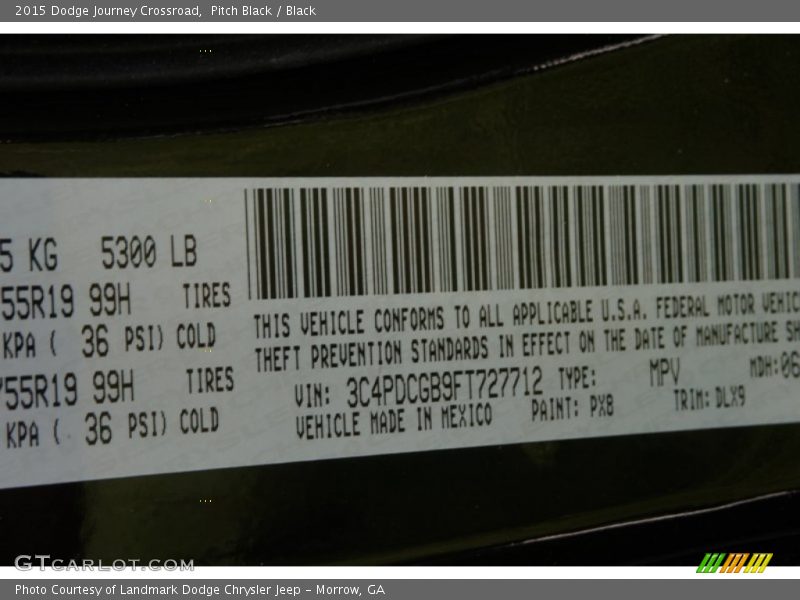 2015 Dodge Journey Crossroad, Pitch Black / Black
5 KG 5300 LB
55R19 99H TIRES
KPA ( 36 PSI) COLD
/55R19 99H TIRES
KPA ( 36 PSI) COLD
THIS VEHICLE CONFORMS TO ALL APPLICABLE U.S.A. FEDERAL MOTOR VEHIC
THEFT PREVENTION STANDARDS IN EFFECT ON THE DATE OF MANUFACTURE SH
VIN: 3C4PDCGB9FT727712 TYPE: MPV MDH: 06
VEHICLE MADE IN MEXICO PAINT: PX8 TRIM: DLX9
GTCARLOT.COM
Photo Courtesy of Landmark Dodge Chrysler Jeep - Morrow, GA